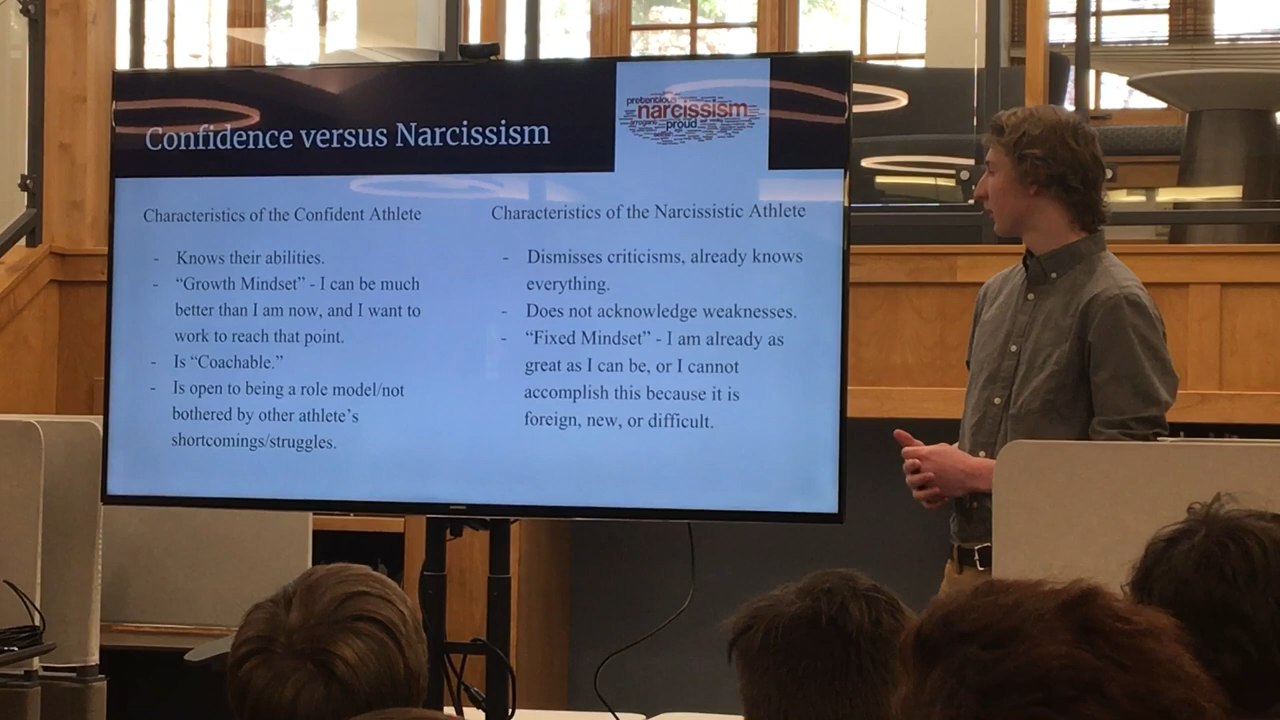 Confidence versus Narcissism
pretentious
narcissism
arrogant
proud
Characteristics of the Confident Athlete
- Knows their abilities.
- “Growth Mindset” - I can be much
better than I am now, and I want to
work to reach that point.
- Is “Coachable.”
- Is open to being a role model/not
bothered by other athlete’s
shortcomings/struggles.
Characteristics of the Narcissistic Athlete
- Dismisses criticisms, already knows
everything.
- Does not acknowledge weaknesses.
- “Fixed Mindset” - I am already as
great as I can be, or I cannot
accomplish this because it is
foreign, new, or difficult.